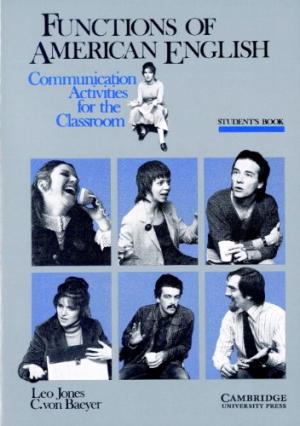 FUNCTIONS OF
AMERICAN ENGLISH
Communication
Activities
for the
Classroom
STUDENT'S BOOK
Leo Jones
C. von Baeyer
CAMBRIDGE
UNIVERSITY PRESS